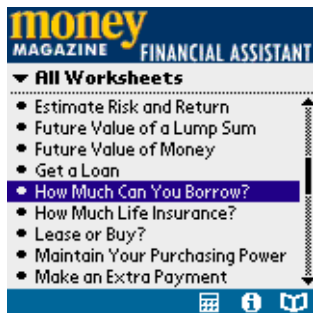 money
MAGAZINE FINANCIAL ASSISTANT
All Worksheets
Estimate Risk and Return
Future Value of a Lump Sum
Future Value of Money
Get a Loan
How Much Can You Borrow?
How Much Life Insurance?
Lease or Buy?
Maintain Your Purchasing Power
Make an Extra Payment